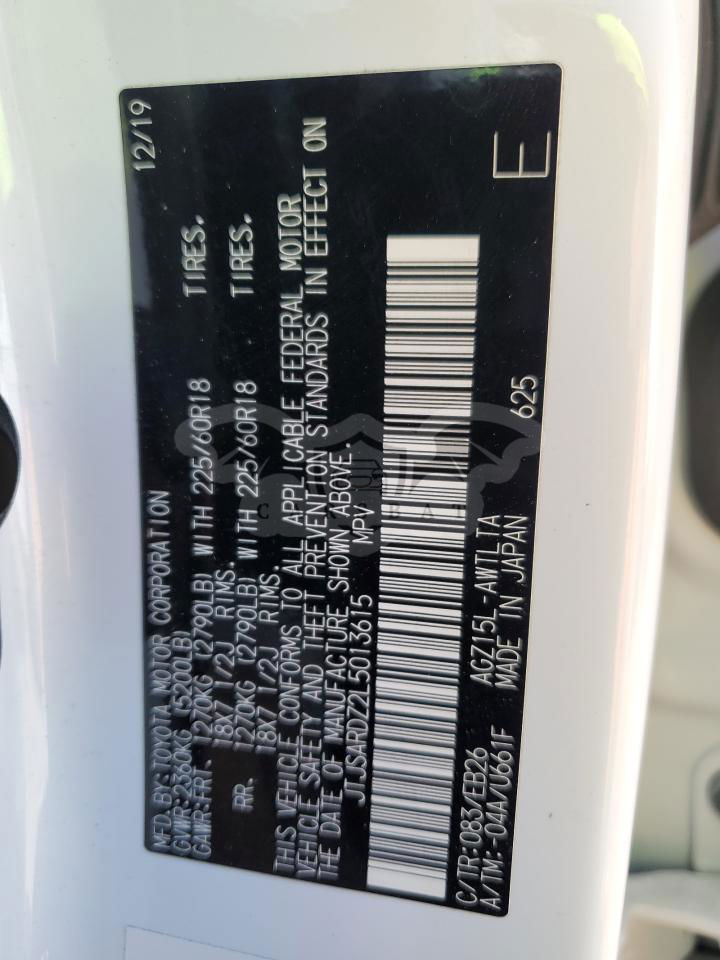 MFD.BY:TOYOTA MOTOR CORPORATION 12/19
GVWR:2360KG (5200LB)
GAWR:FRT. 1270KG (2790LB) WITH 225/60R18 TIRES.
18X7 1/2J RIMS.
RR. 1270KG (2790LB) WITH 225/60R18 TIRES.
18X7 1/2J RIMS.
THIS VEHICLE CONFORMS TO ALL APPLICABLE FEDERAL MOTOR
VEHICLE SAFETY AND THEFT PREVENTION STANDARDS IN EFFECT ON
THE DATE OF MANUFACTURE SHOWN ABOVE.
JTJSARDZ2L5013615 MPV
C/TR:083/EB26 AGZ15L-AWTLTA
A/TM:-04A/U661F MADE IN JAPAN 625 E